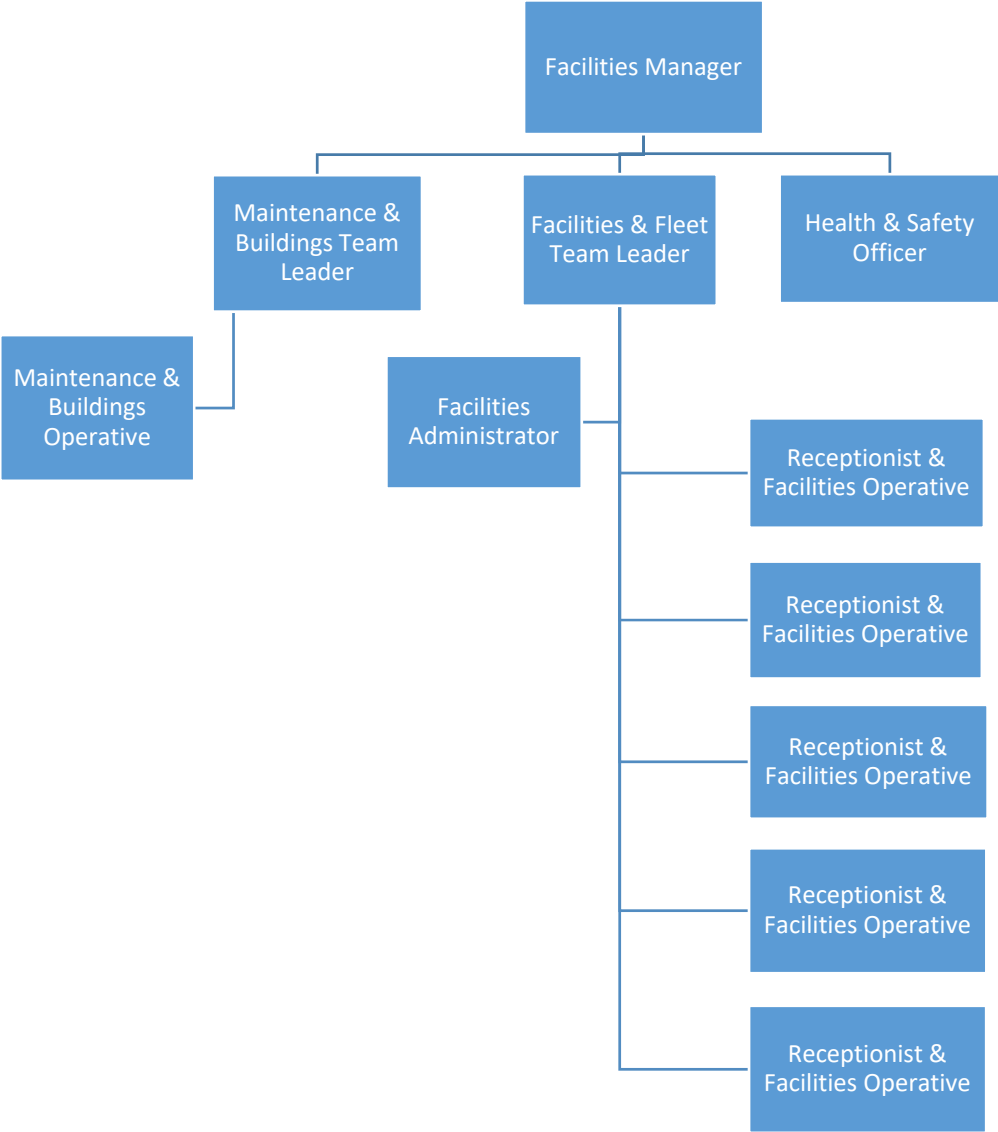 Facilities Manager
Maintenance &
Buildings Team
Leader
Facilities & Fleet
Team Leader
Health & Safety
Officer
Maintenance &
Buildings
Operative
Facilities
Administrator
Receptionist &
Facilities Operative
Receptionist &
Facilities Operative
Receptionist &
Facilities Operative
Receptionist &
Facilities Operative
Receptionist &
Facilities Operative